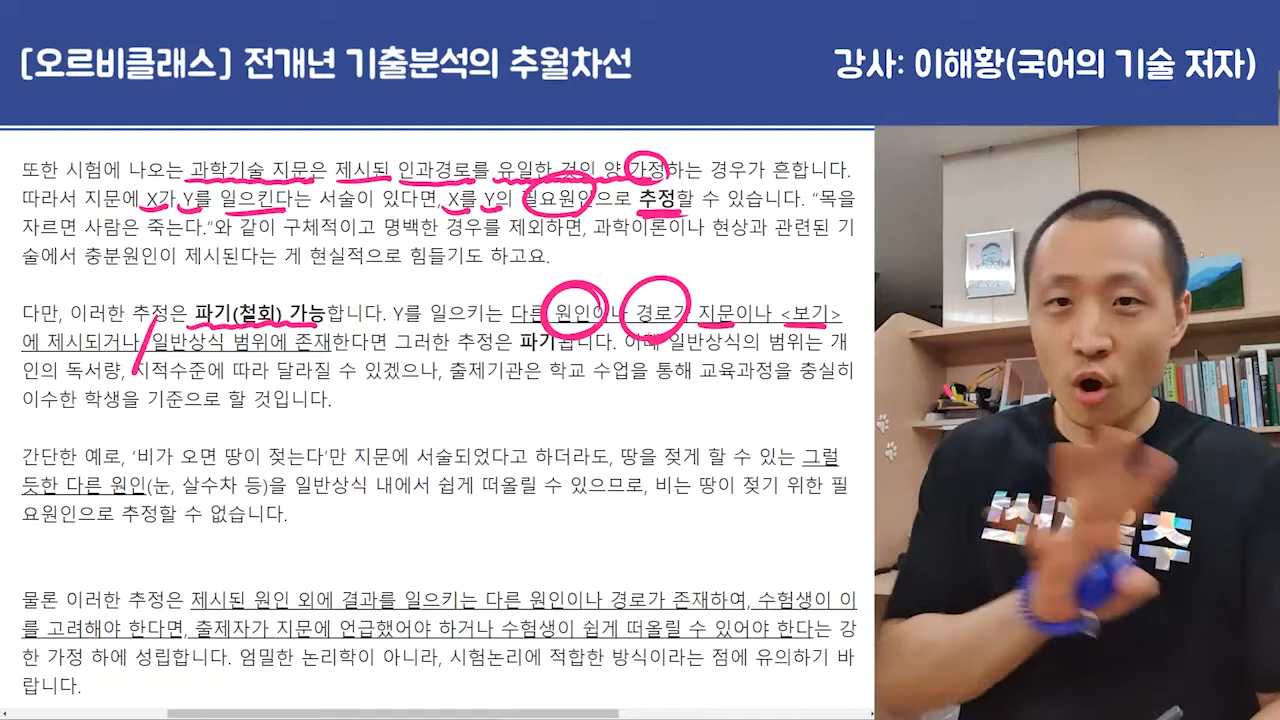 [오르비클래스] 전개년 기출분석의 추월차선
강사: 이해황(국어의 기술 저자)
또한 시험에 나오는 과학기술 지문은 제시된 인과경로를 유일한 것인 양 가정하는 경우가 흔합니다.
따라서 지문에 X가 Y를 일으킨다는 서술이 있다면, X를 Y의 필요원인으로 추정할 수 있습니다. “목을
자르면 사람은 죽는다.”와 같이 구체적이고 명백한 경우를 제외하면, 과학이론이나 현상과 관련된 기
술에서 충분원인이 제시된다는 게 현실적으로 힘들기도 하고요.
다만, 이러한 추정은 파기(철회) 가능합니다. Y를 일으키는 다른 원인이나 경로가 지문이나 <보기>
에 제시되거나, 일반상식 범위에 존재한다면 그러한 추정은 파기됩니다. 이때 일반상식의 범위는 개
인의 독서량, 지적수준에 따라 달라질 수 있겠으나, 출제기관은 학교 수업을 통해 교육과정을 충실히
이수한 학생을 기준으로 할 것입니다.
간단한 예로, ‘비가 오면 땅이 젖는다’만 지문에 서술되었다고 하더라도, 땅을 젖게 할 수 있는 그럴
듯한 다른 원인(눈, 살수차 등)을 일반상식 내에서 쉽게 떠올릴 수 있으므로, 비는 땅이 젖기 위한 필
요원인으로 추정할 수 없습니다.
물론 이러한 추정은 제시된 원인 외에 결과를 일으키는 다른 원인이나 경로가 존재하여, 수험생이 이
를 고려해야 한다면, 출제자가 지문에 언급했어야 하거나 수험생이 쉽게 떠올릴 수 있어야 한다는 강
한 가정 하에 성립합니다. 엄밀한 논리학이 아니라, 시험논리에 적합한 방식이라는 점에 유의하기 바
랍니다.